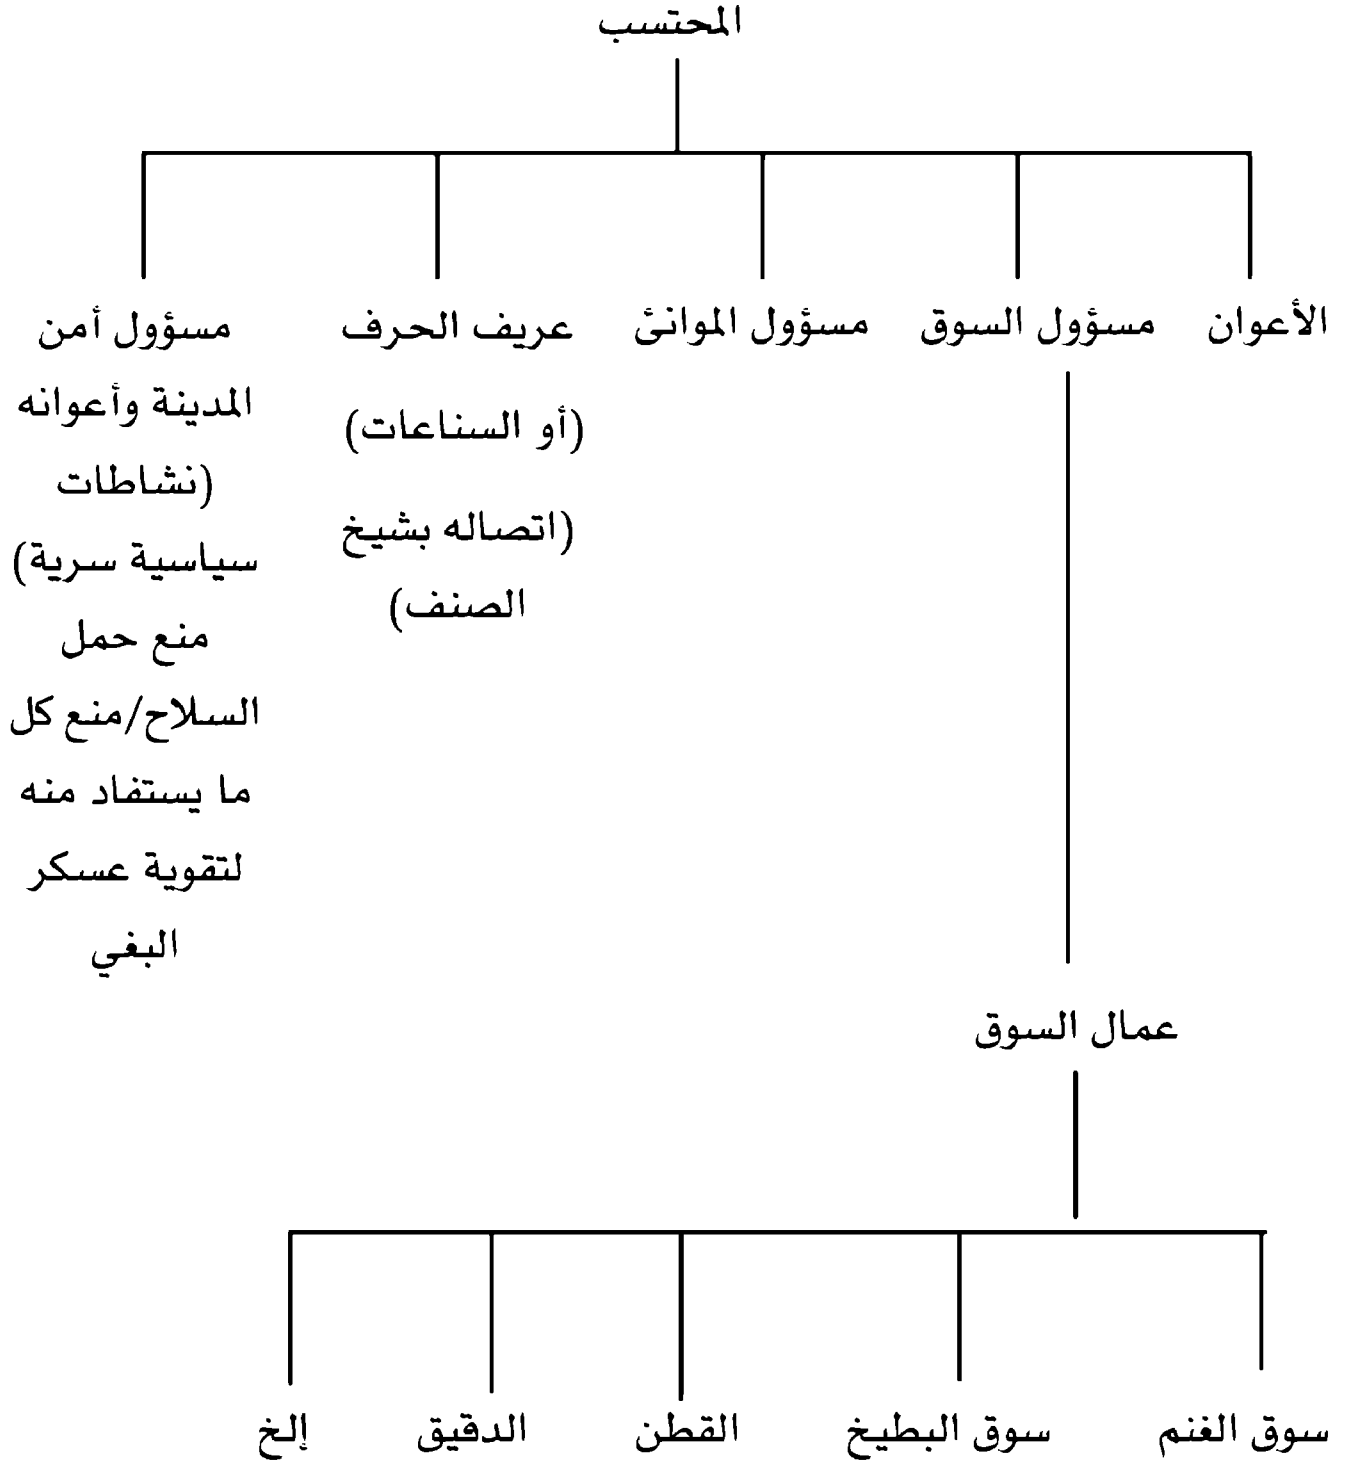 المحتسب
الأعوان
مسؤول السوق
مسؤول الموانئ
عريف الحرف
(أو السناعات)
(اتصاله بشيخ
الصنف)
مسؤول أمن
المدينة وأعوانه
(نشاطات
سياسية سرية)
منع حمل
السلاح/منع كل
ما يستفاد منه
لتقوية عسكر
البغي
عمال السوق
سوق الغنم
سوق البطيخ
القطن
الدقيق
إلخ